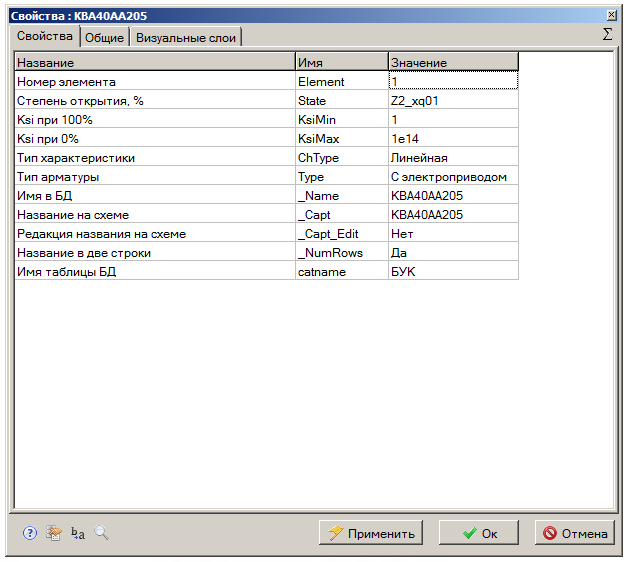 Свойства : KBA40AA205
Свойства Общие Визуальные слои Σ
Название Имя Значение
Номер элемента Element 1
Степень открытия, % State Z2_xq01
Ksi при 100% KsiMin 1
Ksi при 0% KsiMax 1e14
Тип характеристики ChType Линейная
Тип арматуры Type С электроприводом
Имя в БД _Name KBA40AA205
Название на схеме _Capt KBA40AA205
Редакция названия на схеме _Capt_Edit Нет
Название в две строки _NumRows Да
Имя таблицы БД catname БУК
? b a Применить Ок Отмена